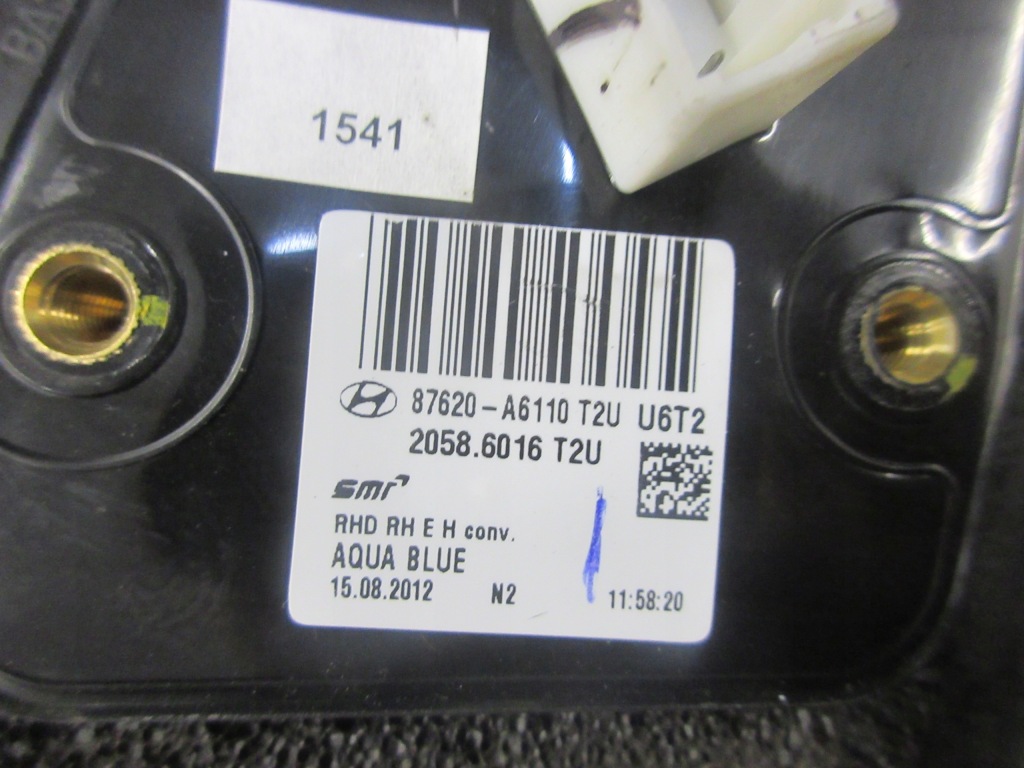 1541
87620-A6110 T2U U6T2
2058.6016 T2U
smr
RHD RH E H conv.
AQUA BLUE
15.08.2012 N2 11:58:20